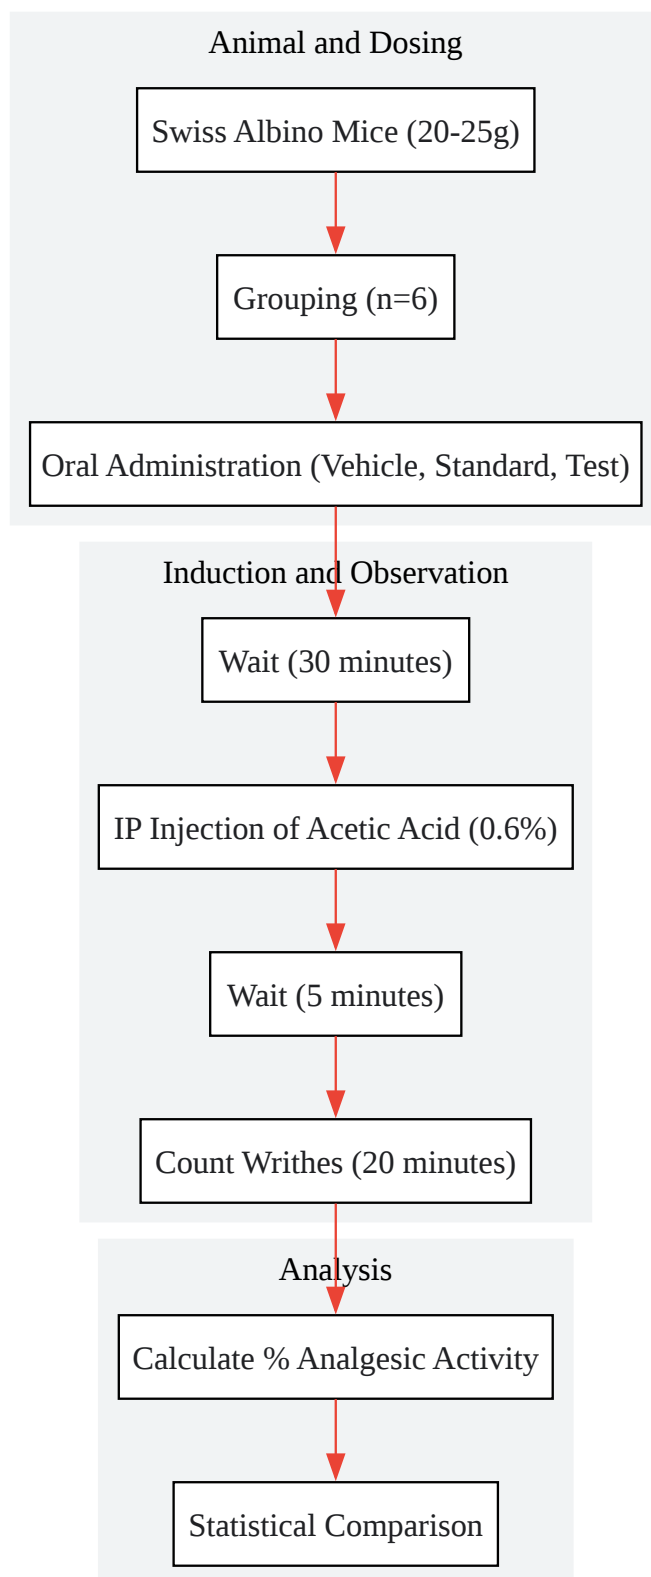 Animal and Dosing
Swiss Albino Mice (20-25g)
Grouping (n=6)
Oral Administration (Vehicle, Standard, Test)
Induction and Observation
Wait (30 minutes)
IP Injection of Acetic Acid (0.6%)
Wait (5 minutes)
Count Writhes (20 minutes)
Analysis
Calculate % Analgesic Activity
Statistical Comparison